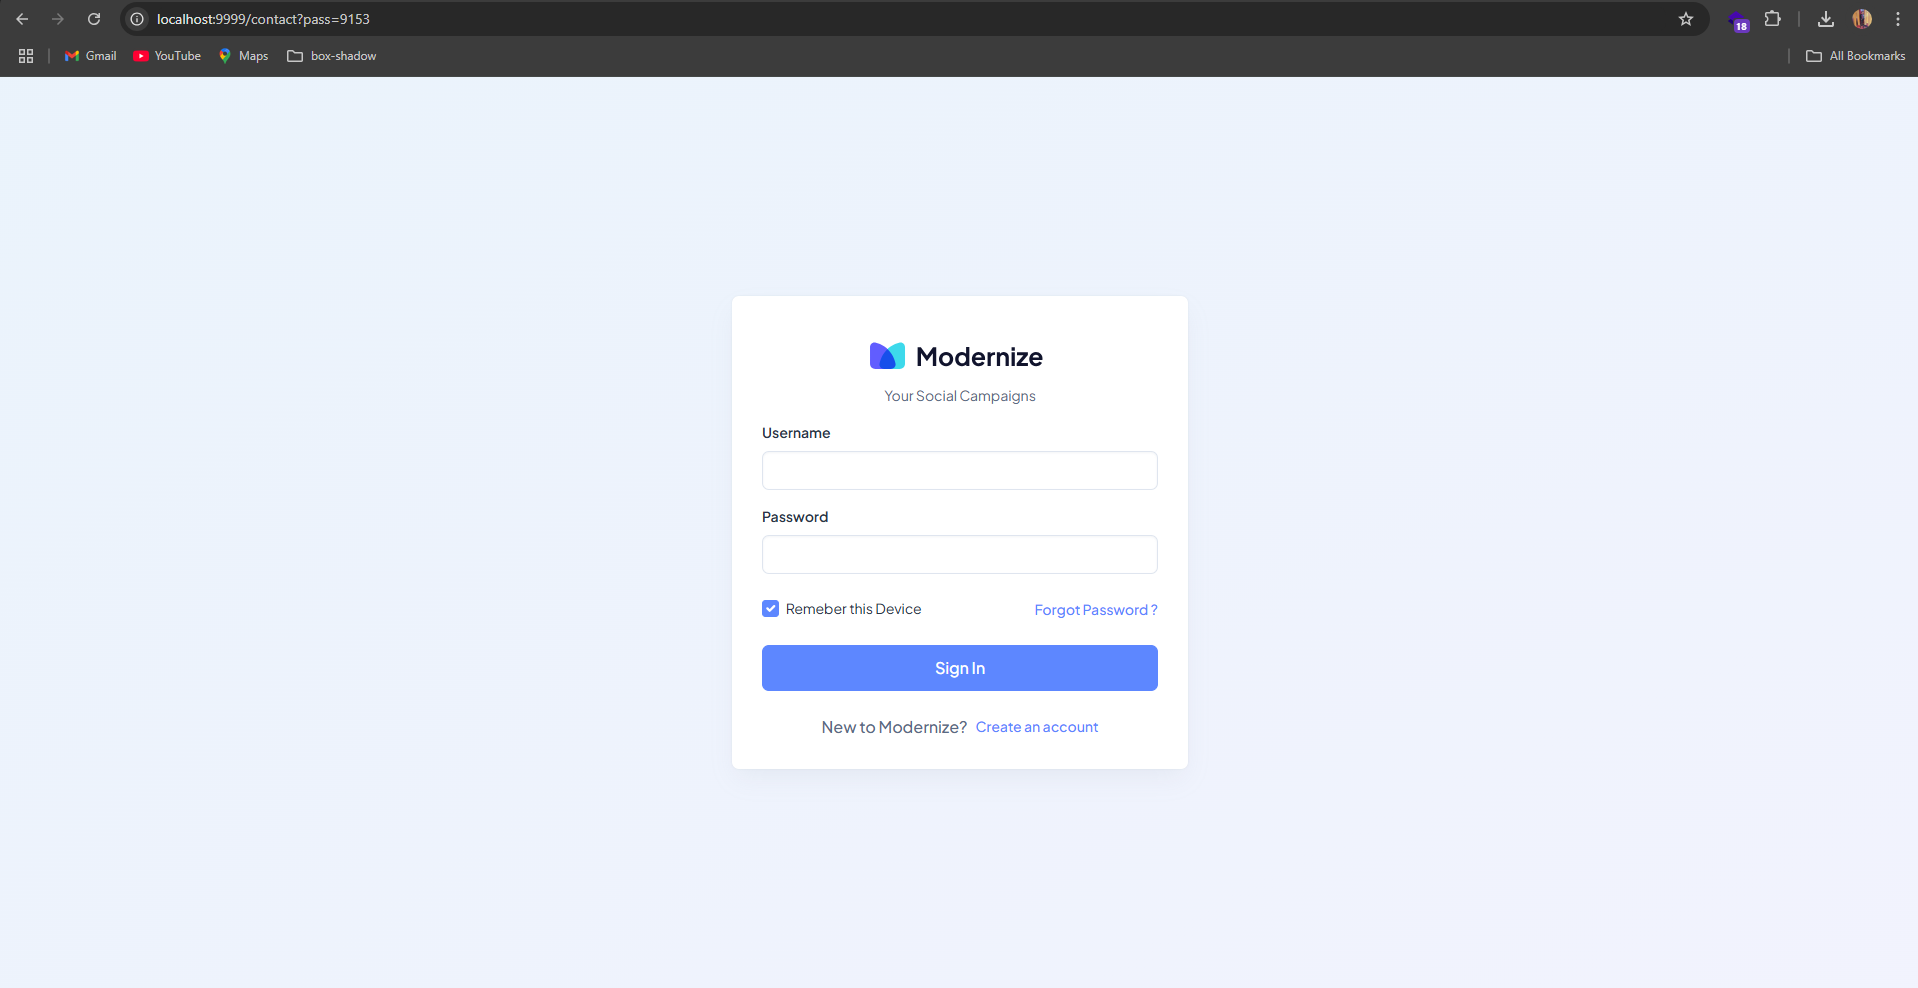 localhost:9999/contact?pass=9153
18
Gmail YouTube Maps box-shadow All Bookmarks
Modernize
Your Social Campaigns
Username
Password
Remeber this Device Forgot Password ?
Sign In
New to Modernize? Create an account